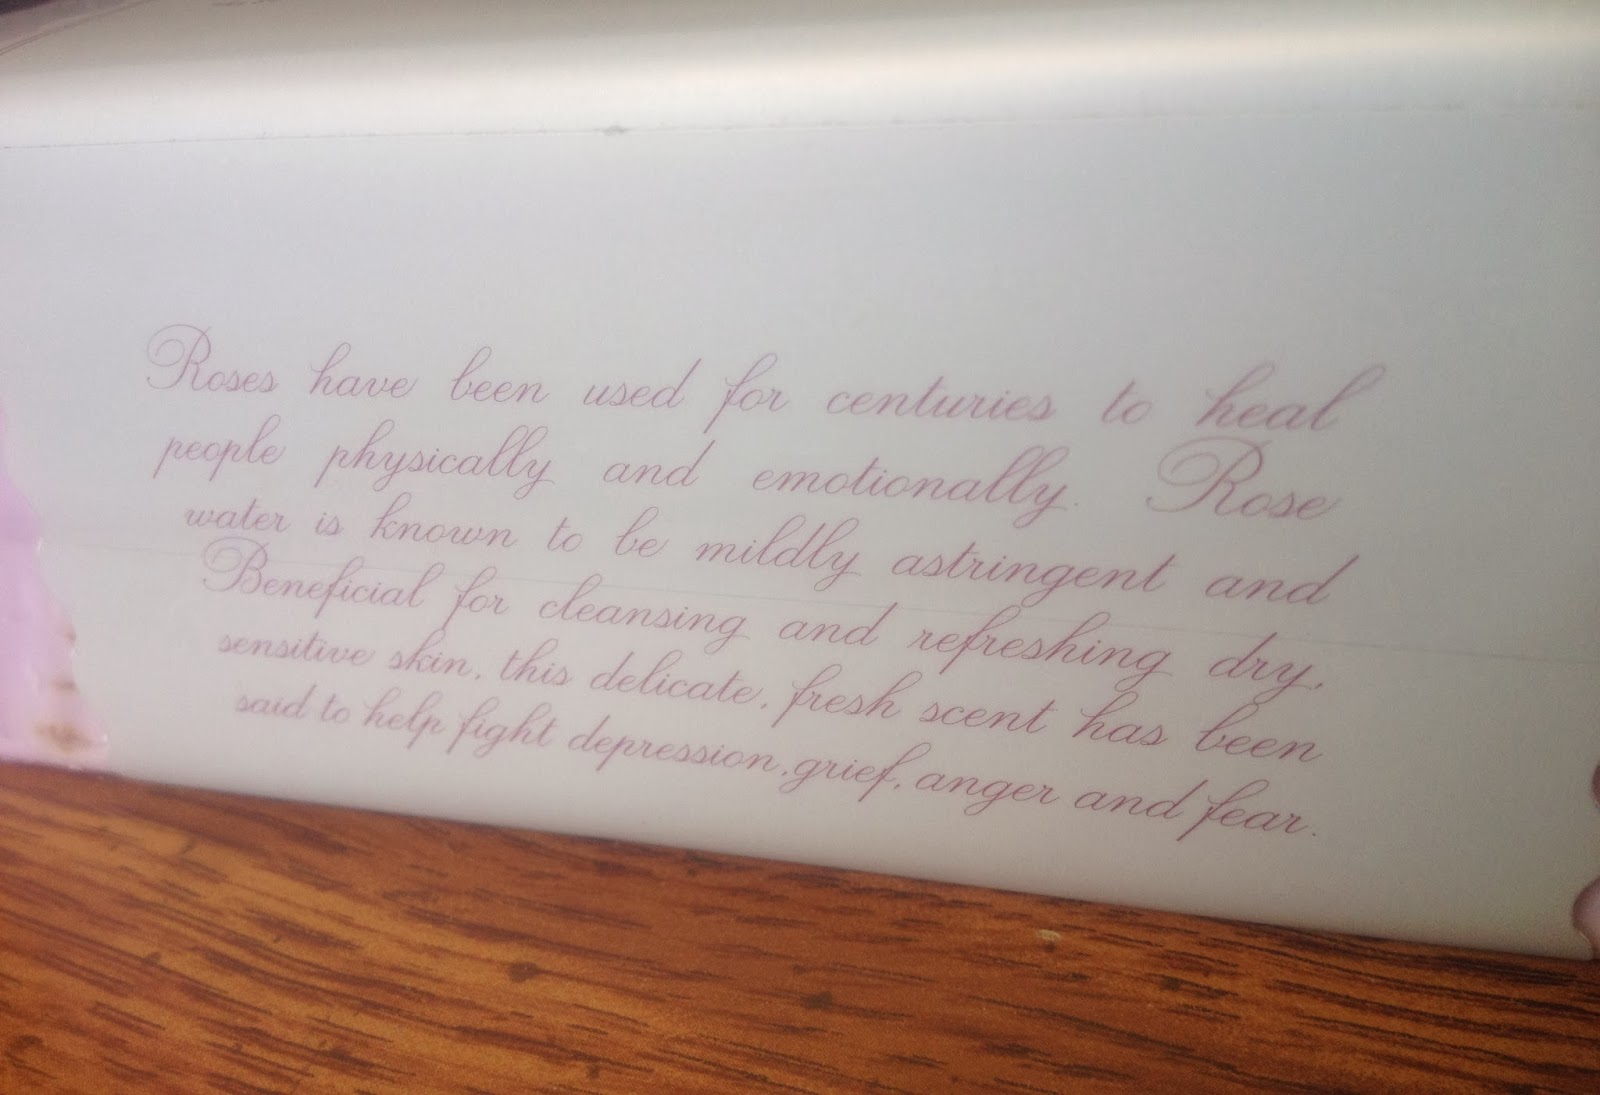 Roses have been used for centuries to heal
people physically and emotionally. Rose
water is known to be mildly astringent and
Beneficial for cleansing and refreshing dry,
sensitive skin, this delicate, fresh scent has been
said to help fight depression, grief, anger and fear.